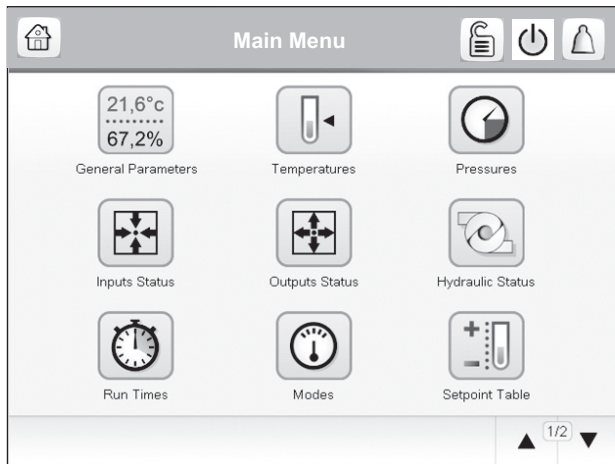 Main Menu
21,6°c
67,2%
General Parameters
Temperatures
Pressures
Inputs Status
Outputs Status
Hydraulic Status
Run Times
Modes
Setpoint Table
1/2